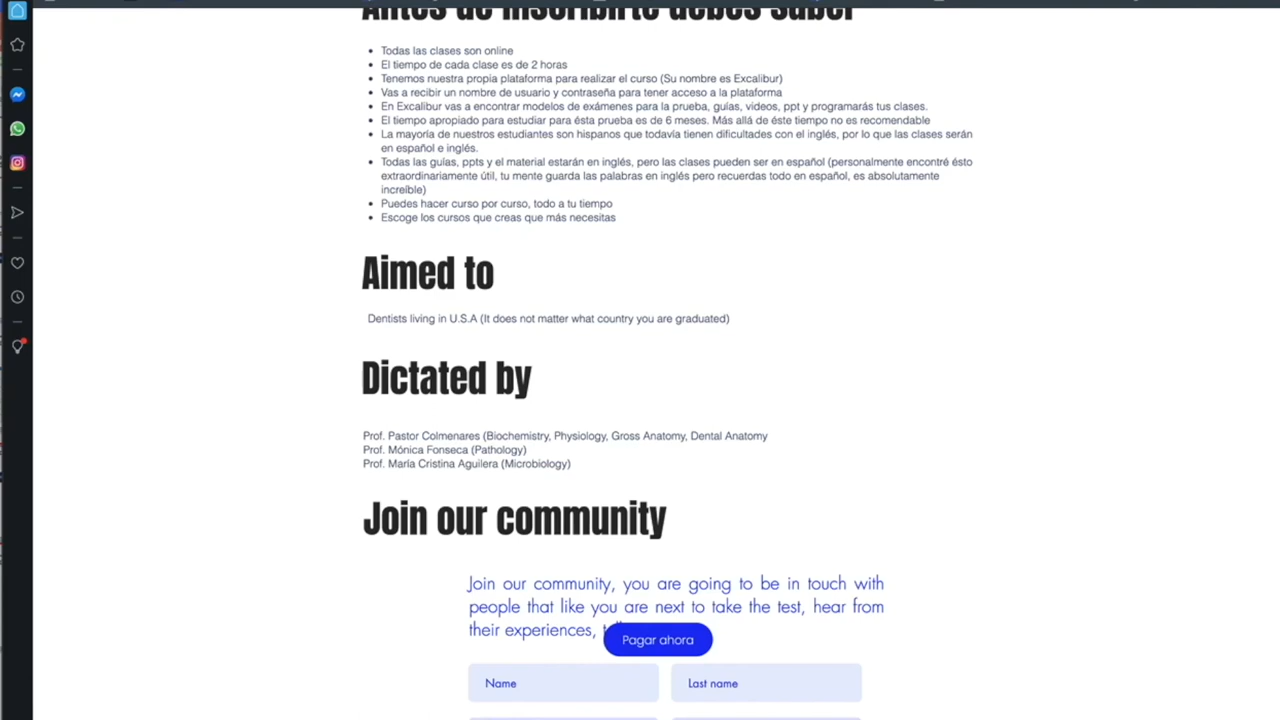 Antes de inscribirte debes saber
Todas las clases son online
El tiempo de cada clase es de 2 horas
Tenemos nuestra propia plataforma para realizar el curso (Su nombre es Excalibur)
Vas a recibir un nombre de usuario y contraseña para tener acceso a la plataforma
En Excalibur vas a encontrar modelos de exámenes para la prueba, guías, videos, ppt y programarás tus clases.
El tiempo apropiado para estudiar para ésta prueba es de 6 meses. Más allá de éste tiempo no es recomendable
La mayoría de nuestros estudiantes son hispanos que todavía tienen dificultades con el inglés, por lo que las clases serán
en español e inglés.
Todas las guías, ppts y el material estarán en inglés, pero las clases pueden ser en español (personalmente encontré ésto
extraordinariamente útil, tu mente guarda las palabras en inglés pero recuerdas todo en español, es absolutamente
increíble)
Puedes hacer curso por curso, todo a tu tiempo
Escoge los cursos que creas que más necesitas
Aimed to
Dentists living in U.S.A (It does not matter what country you are graduated)
Dictated by
Prof. Pastor Colmenares (Biochemistry, Physiology, Gross Anatomy, Dental Anatomy
Prof. Mónica Fonseca (Pathology)
Prof. María Cristina Aguilera (Microbiology)
Join our community
Join our community, you are going to be in touch with
people that like you are next to take the test, hear from
their experiences,
Pagar ahora
Name
Last name